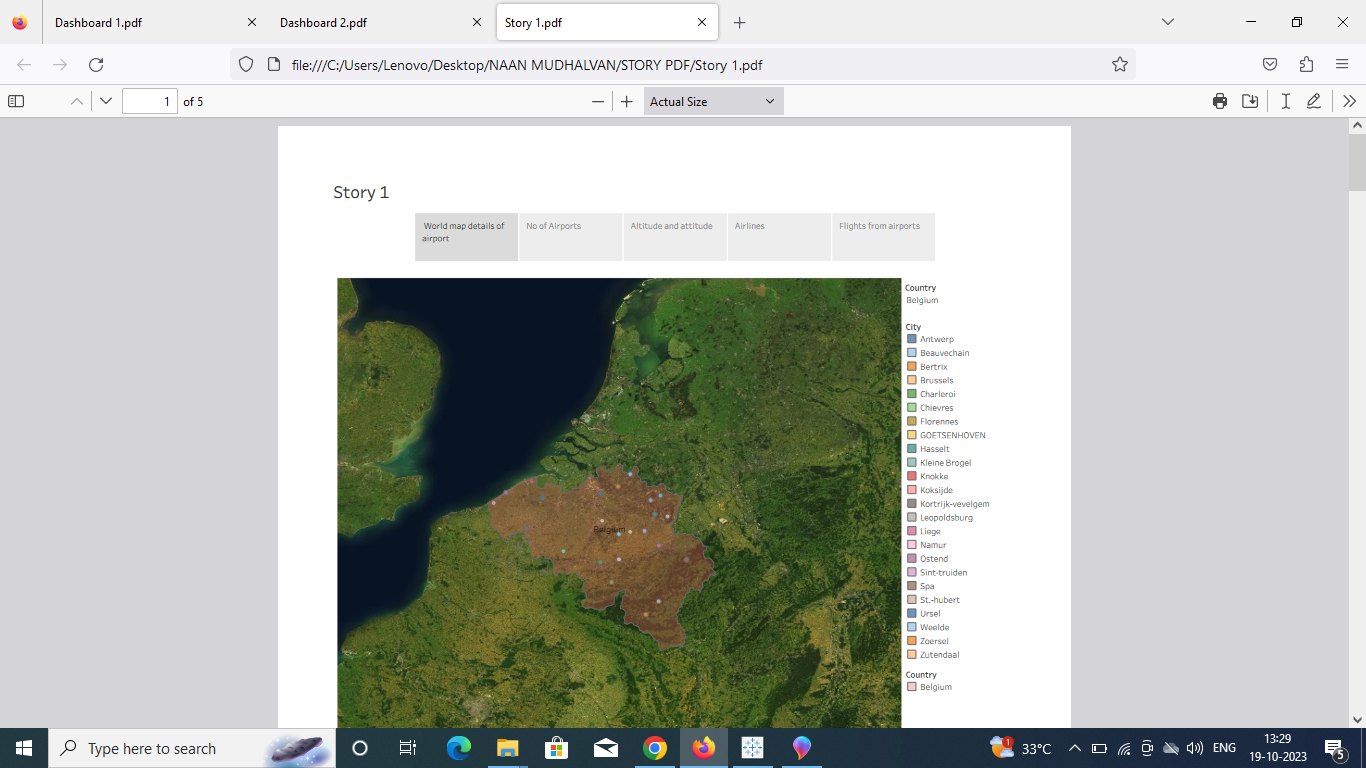 Dashboard 1.pdf
Dashboard 2.pdf
Story 1.pdf
file:///C:/Users/Lenovo/Desktop/NAAN MUDHALVAN/STORY PDF/Story 1.pdf
1 of 5
Actual Size
Story 1
World map details of
airport
No of Airports
Altitude and attitude
Airlines
Flights from airports
Belgium
Country
Belgium
City
Antwerp
Beauvechain
Bertrix
Brussels
Charleroi
Chievres
Florennes
GOETSENHOVEN
Hasselt
Kleine Brogel
Knokke
Koksijde
Kortrijk-vevelgem
Leopoldsburg
Liege
Namur
Ostend
Sint-truiden
Spa
St.-hubert
Ursel
Weelde
Zoersel
Zutendaal
Country
Belgium
Type here to search
1
33°C
ENG
13:29
19-10-2023
5